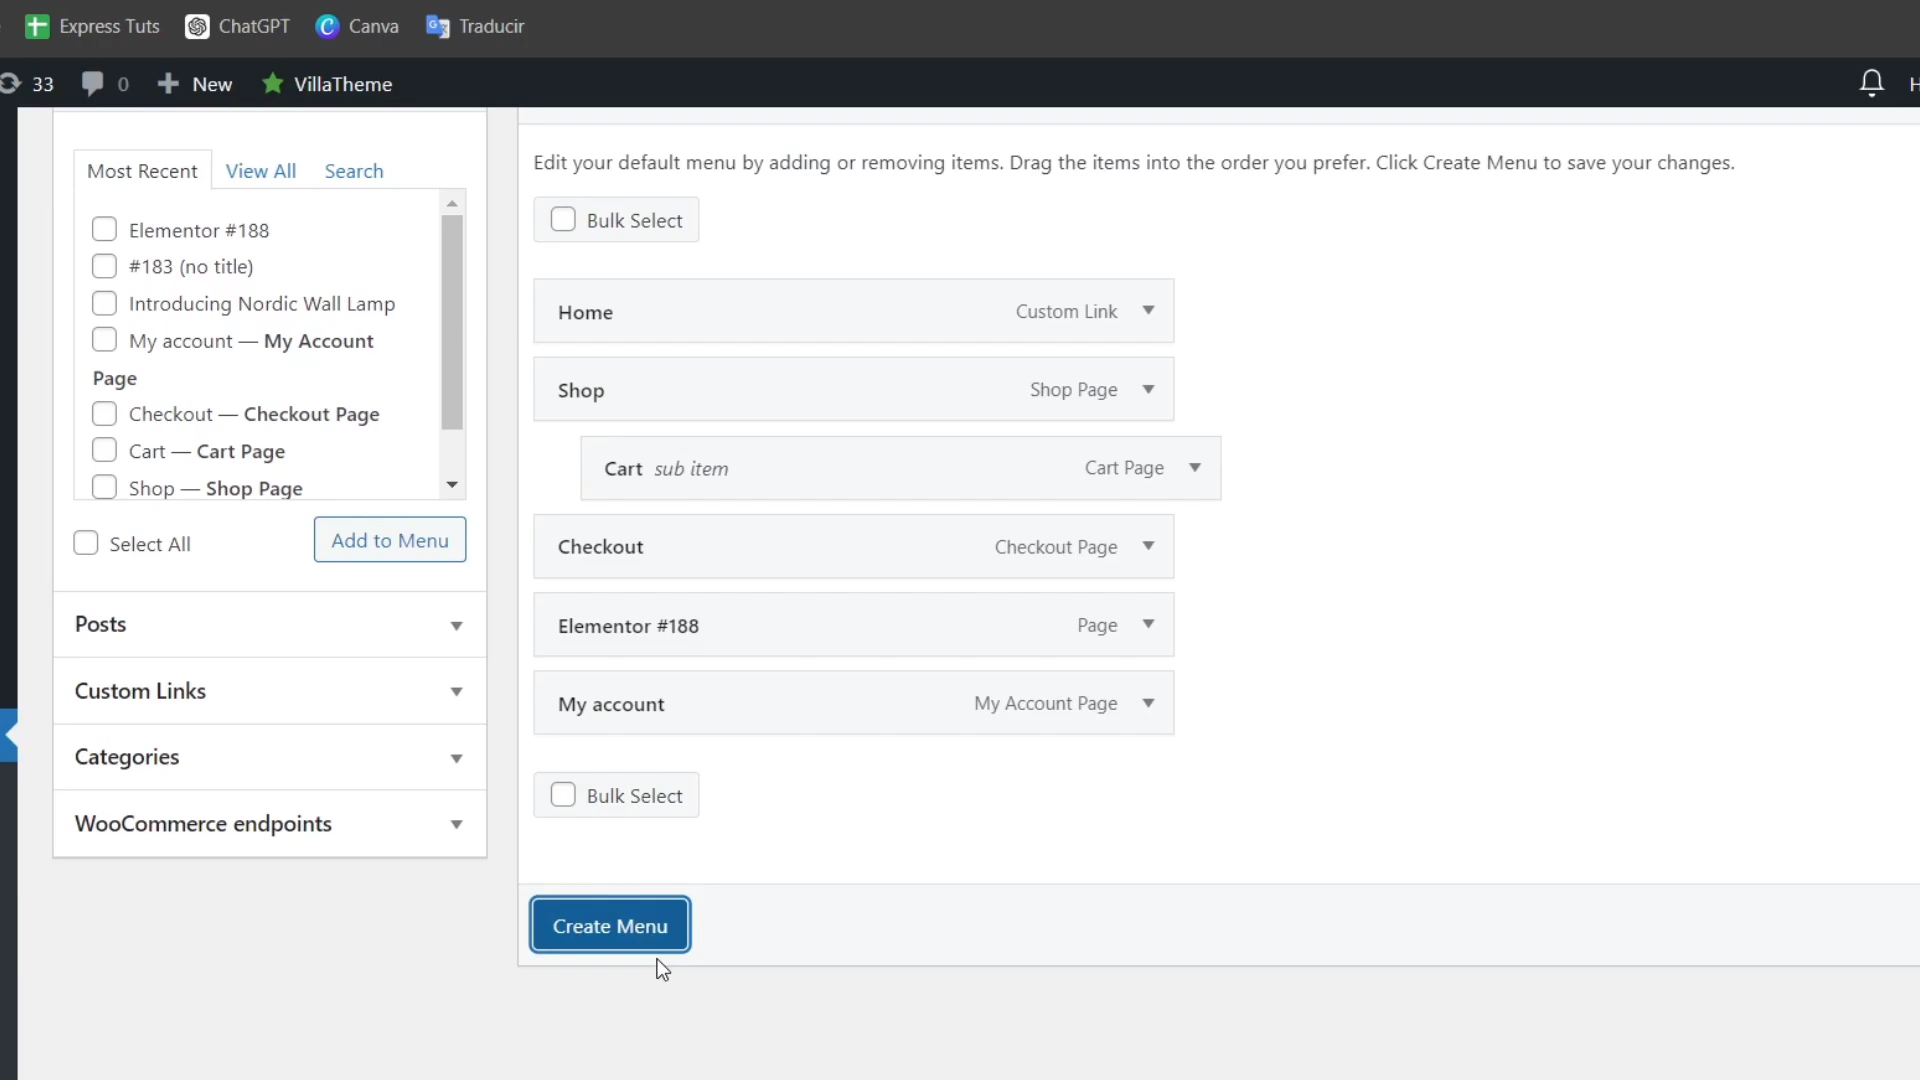 Express Tuts ChatGPT Canva Traducir
33 0 New VillaTheme
Most Recent View All Search
Elementor #188
#183 (no title)
Introducing Nordic Wall Lamp
My account — My Account
Page
Checkout — Checkout Page
Cart — Cart Page
Shop — Shop Page
Select All Add to Menu
Posts
Custom Links
Categories
WooCommerce endpoints
Edit your default menu by adding or removing items. Drag the items into the order you prefer. Click Create Menu to save your changes.
Bulk Select
Home Custom Link
Shop Shop Page
Cart sub item Cart Page
Checkout Checkout Page
Elementor #188 Page
My account My Account Page
Bulk Select
Create Menu